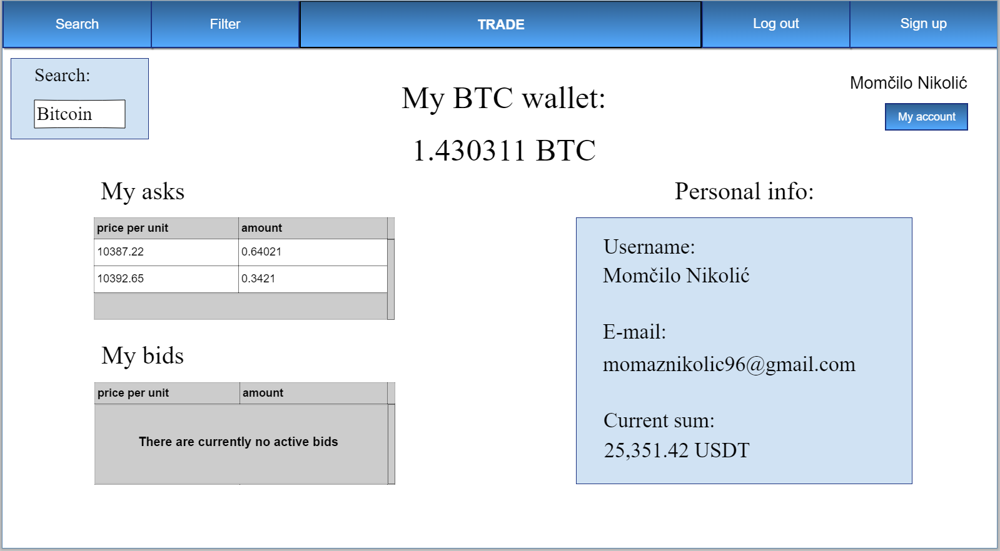 Search
Filter
TRADE
Log out
Sign up
Search:
Bitcoin
My BTC wallet:
1.430311 BTC
Momčilo Nikolić
My account
My asks
price per unit amount
10387.22 0.64021
10392.65 0.3421
My bids
price per unit amount
There are currently no active bids
Personal info:
Username:
Momčilo Nikolić
E-mail:
momaznikolic96@gmail.com
Current sum:
25,351.42 USDT